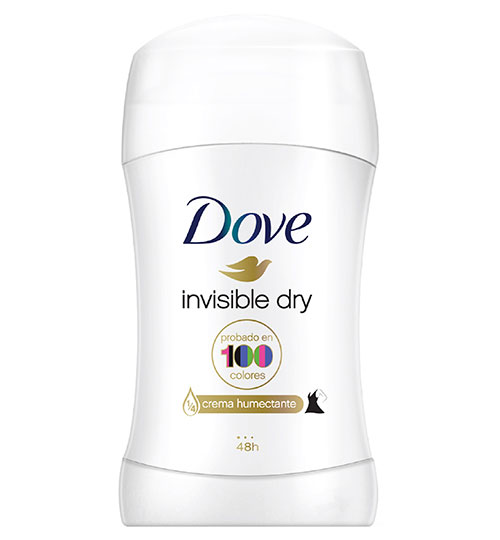 Dove
invisible dry
probado en
100
colores
1/4 crema humectante
48h